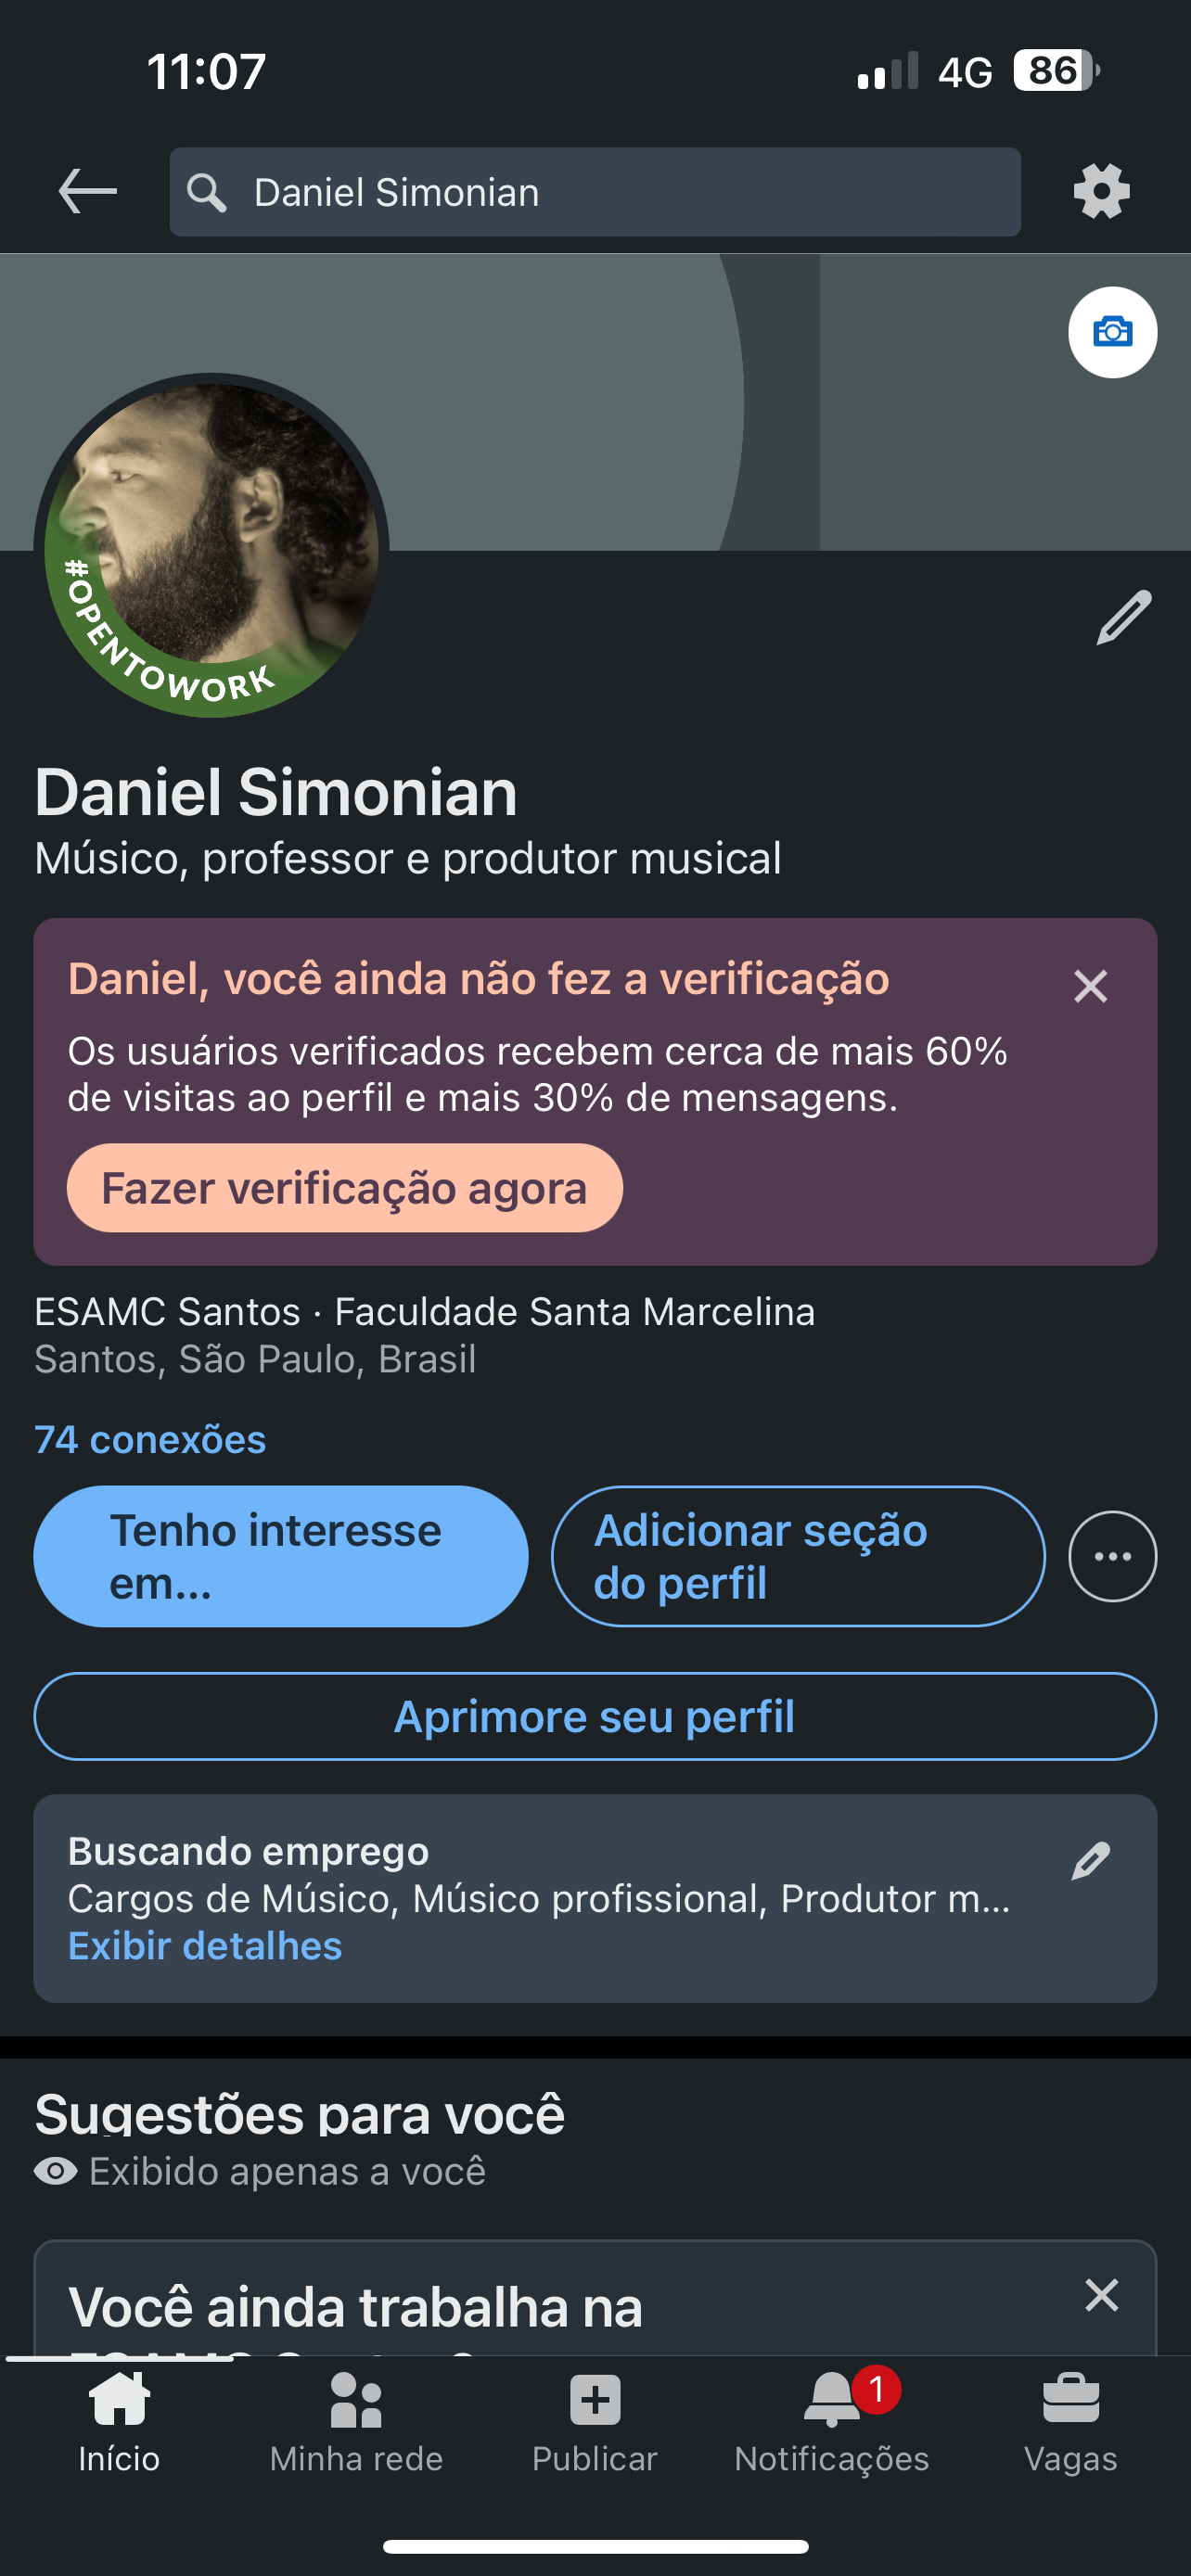 11:07
4G
86
Daniel Simonian
#OPENTOWORK
Daniel Simonian
Músico, professor e produtor musical
Daniel, você ainda não fez a verificação
Os usuários verificados recebem cerca de mais 60%
de visitas ao perfil e mais 30% de mensagens.
Fazer verificação agora
ESAMC Santos · Faculdade Santa Marcelina
Santos, São Paulo, Brasil
74 conexões
Tenho interesse
em...
Adicionar seção
do perfil
Aprimore seu perfil
Buscando emprego
Cargos de Músico, Músico profissional, Produtor m...
Exibir detalhes
Sugestões para você
Exibido apenas a você
Você ainda trabalha na
1
Início
Minha rede
Publicar
Notificações
Vagas